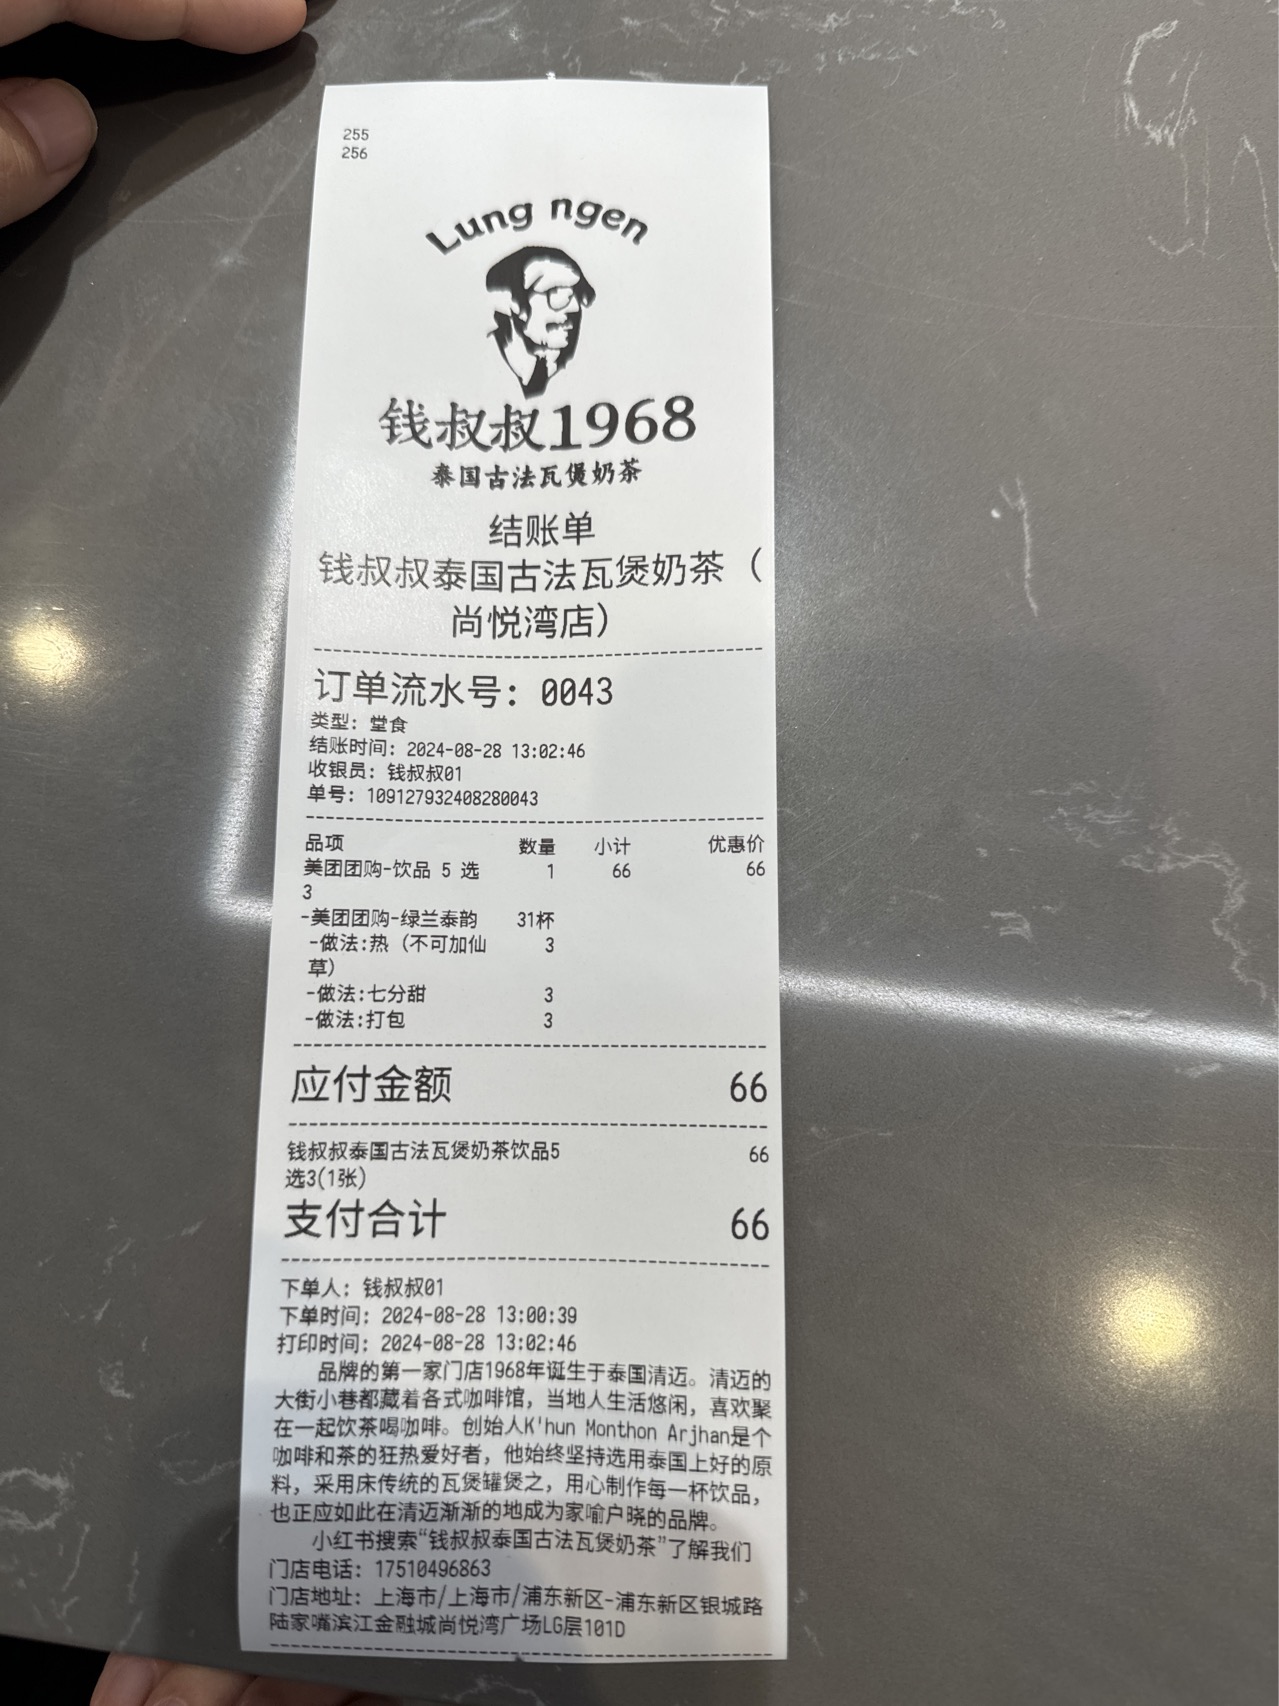 255
256
Lung ngen
钱叔叔1968
泰国古法瓦煲奶茶
结账单
钱叔叔泰国古法瓦煲奶茶（
尚悦湾店）
订单流水号：0043
类型：堂食
结账时间：2024-08-28 13:02:46
收银员：钱叔叔01
单号：109127932408280043
品项 数量 小计 优惠价
美团团购-饮品 5 选 1 66 66
3
-美团团购-绿兰泰韵 31杯
-做法:热（不可加仙 3
草）
-做法:七分甜 3
-做法:打包 3
应付金额 66
钱叔叔泰国古法瓦煲奶茶饮品5 66
选3(1张)
支付合计 66
下单人：钱叔叔01
下单时间：2024-08-28 13:00:39
打印时间：2024-08-28 13:02:46
品牌的第一家门店1968年诞生于泰国清迈。清迈的
大街小巷都藏着各式咖啡馆，当地人生活悠闲，喜欢聚
在一起饮茶喝咖啡。创始人K'hun Monthon Arjhan是个
咖啡和茶的狂热爱好者，他始终坚持选用泰国上好的原
料，采用床传统的瓦煲罐煲之，用心制作每一杯饮品，
也正应如此在清迈渐渐的地成为家喻户晓的品牌。
小红书搜索“钱叔叔泰国古法瓦煲奶茶”了解我们
门店电话：17510496863
门店地址：上海市/上海市/浦东新区-浦东新区银城路
陆家嘴滨江金融城尚悦湾广场LG层101D